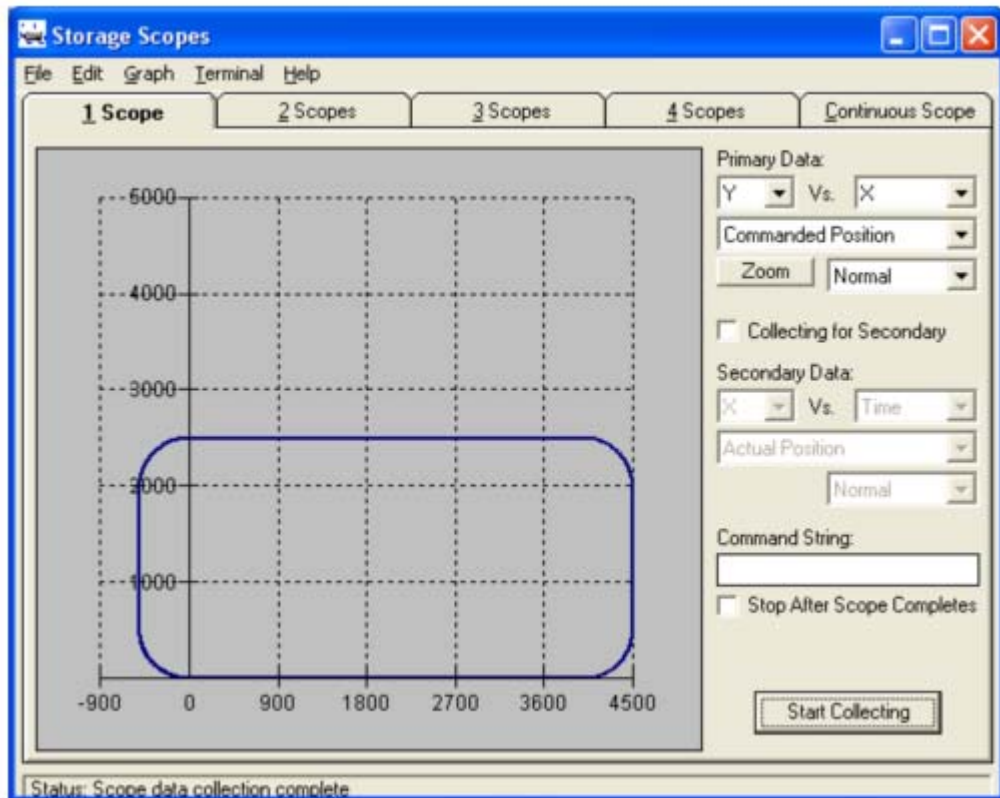 Storage Scopes
File Edit Graph Terminal Help
1 Scope 2 Scopes 3 Scopes 4 Scopes Continuous Scope
Primary Data:
Y Vs. X
Commanded Position
Zoom Normal
Collecting for Secondary
Secondary Data:
X Vs. Time
Actual Position
Normal
Command String:
Stop After Scope Completes
Start Collecting
5000
4000
3000
2000
1000
-900 0 900 1800 2700 3600 4500
Status: Scope data collection complete